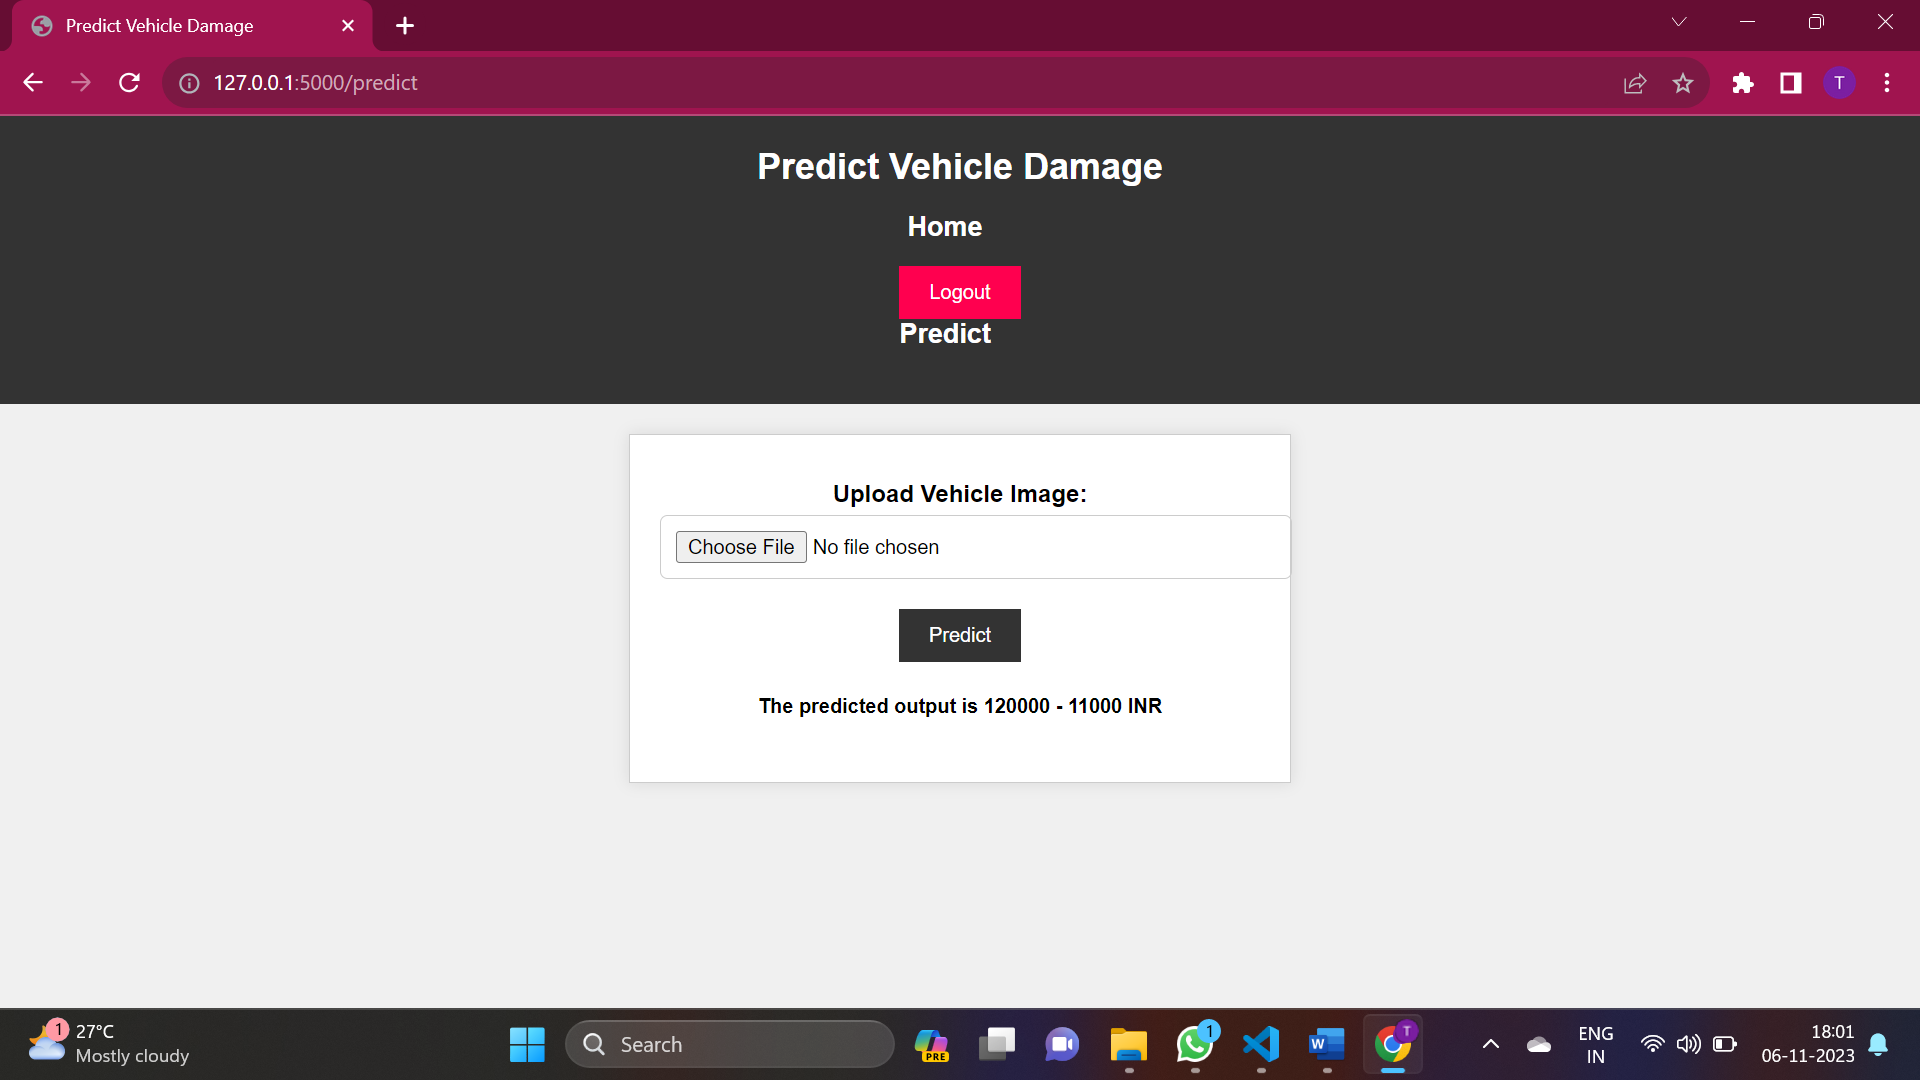 Predict Vehicle Damage
127.0.0.1:5000/predict
T
Predict Vehicle Damage
Home
Logout
Predict
Upload Vehicle Image:
Choose File No file chosen
Predict
The predicted output is 120000 - 11000 INR
1
27°C
Mostly cloudy
Search
PRE
1
W
T
ENG
IN
18:01
06-11-2023